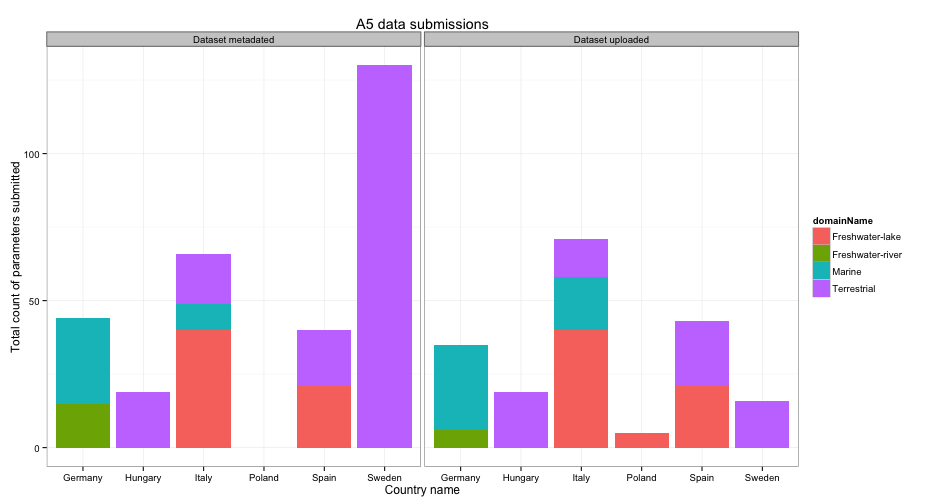 A5 data submissions
Dataset metadated
Dataset uploaded
Total count of parameters submitted
100
50
0
Germany Hungary Italy Poland Spain Sweden
Germany Hungary Italy Poland Spain Sweden
Country name
domainName
Freshwater-lake
Freshwater-river
Marine
Terrestrial